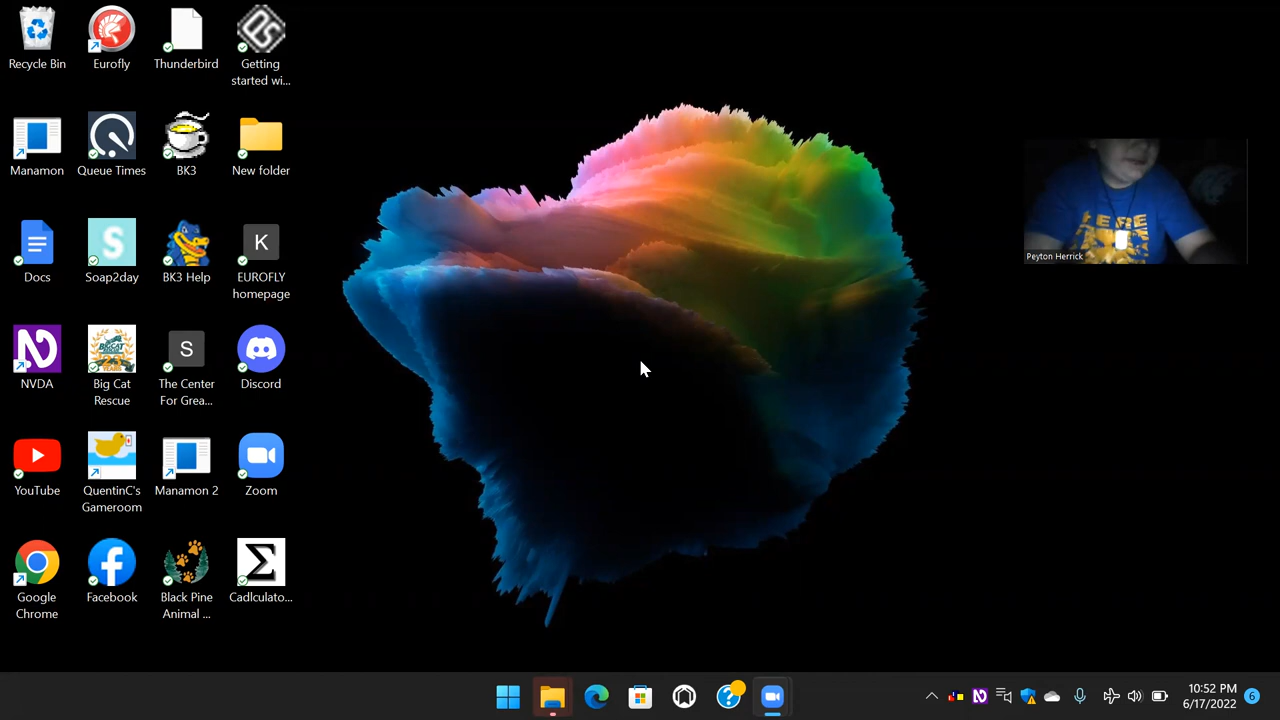 Recycle Bin
Eurofly
Thunderbird
Getting
started wi...
Manamon
Queue Times
BK3
New folder
Docs
Soap2day
BK3 Help
EUROFLY
homepage
K
NVDA
Big Cat
Rescue
S
The Center
For Grea...
Discord
YouTube
QuentinC's
Gameroom
Manamon 2
Zoom
Google
Chrome
Facebook
Black Pine
Animal ...
Cadlculato...
Peyton Herrick
10:52 PM
6/17/2022
6